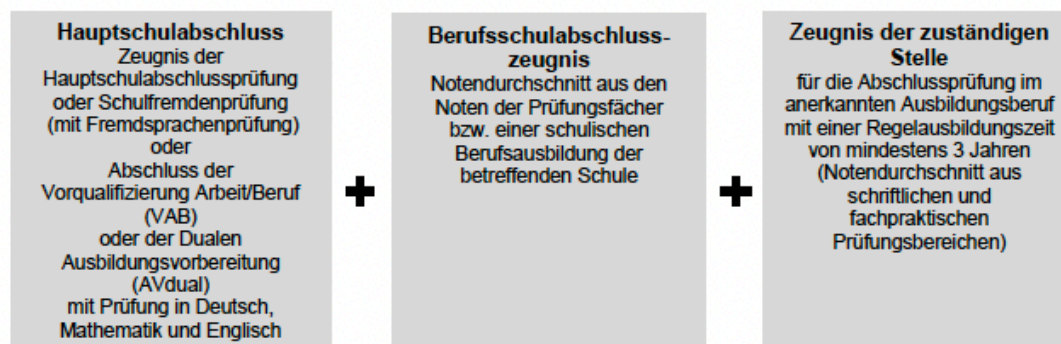 Hauptschulabschluss
Zeugnis der
Hauptschulabschlussprüfung
oder Schulfremdenprüfung
(mit Fremdsprachenprüfung)
oder
Abschluss der
Vorqualifizierung Arbeit/Beruf
(VAB)
oder der Dualen
Ausbildungsvorbereitung
(AVdual)
mit Prüfung in Deutsch,
Mathematik und Englisch
+
Berufsschulabschluss-
zeugnis
Notendurchschnitt aus den
Noten der Prüfungsfächer
bzw. einer schulischen
Berufsausbildung der
betreffenden Schule
+
Zeugnis der zuständigen
Stelle
für die Abschlussprüfung im
anerkannten Ausbildungsberuf
mit einer Regelausbildungszeit
von mindestens 3 Jahren
(Notendurchschnitt aus
schriftlichen und
fachpraktischen
Prüfungsbereichen)